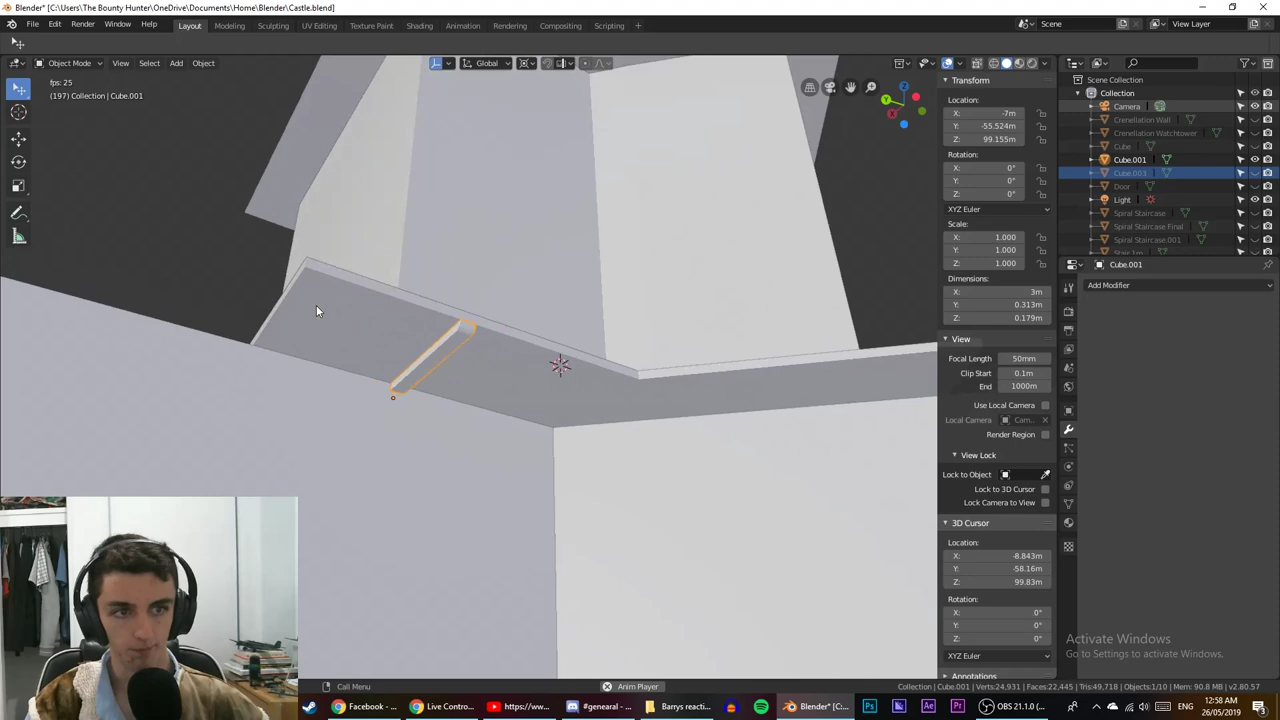 Blender* [C:\Users\The Bounty Hunter\OneDrive\Documents\Home\Blender\Castle.blend]
File Edit Render Window Help Layout Modeling Sculpting UV Editing Texture Paint Shading Animation Rendering Compositing Scripting + Scene View Layer
Object Mode View Select Add Object Global
fps: 25
(197) Collection | Cube.001
Transform
Location:
X: -7m
Y: -55.524m
Z: 99.155m
Rotation:
X: 0°
Y: 0°
Z: 0°
XYZ Euler
Scale:
X: 1.000
Y: 1.000
Z: 1.000
Dimensions:
X: 3m
Y: 0.313m
Z: 0.179m
View
Focal Length 50mm
Clip Start 0.1m
End 1000m
Use Local Camera
Local Camera Cam...
Render Region
View Lock
Lock to Object
Lock to 3D Cursor
Lock Camera to View
3D Cursor
Location:
X: -8.843m
Y: -58.16m
Z: 99.83m
Rotation:
X: 0°
Y: 0°
Z: 0°
XYZ Euler
Annotations
Scene Collection
Collection
Camera
Crenellation Wall
Crenellation Watchtower
Cube
Cube.001
Cube.003
Door
Light
Spiral Staircase
Spiral Staircase Final
Spiral Staircase.001
Stair 1m
Cube.001
Add Modifier
Activate Windows
Go to Settings to activate Windows.
Call Menu Anim Player Collection | Cube.001 | Verts:24,931 | Faces:22,445 | Tris:49,718 | Objects:1/10 | Mem: 90.8 MB | v2.80.57
Facebook - ... Live Contro... https://ww... #genearal - ... Barrys reacti... Blender* [C:\... OBS 21.1.0 (... 12:58 AM
26/05/2019